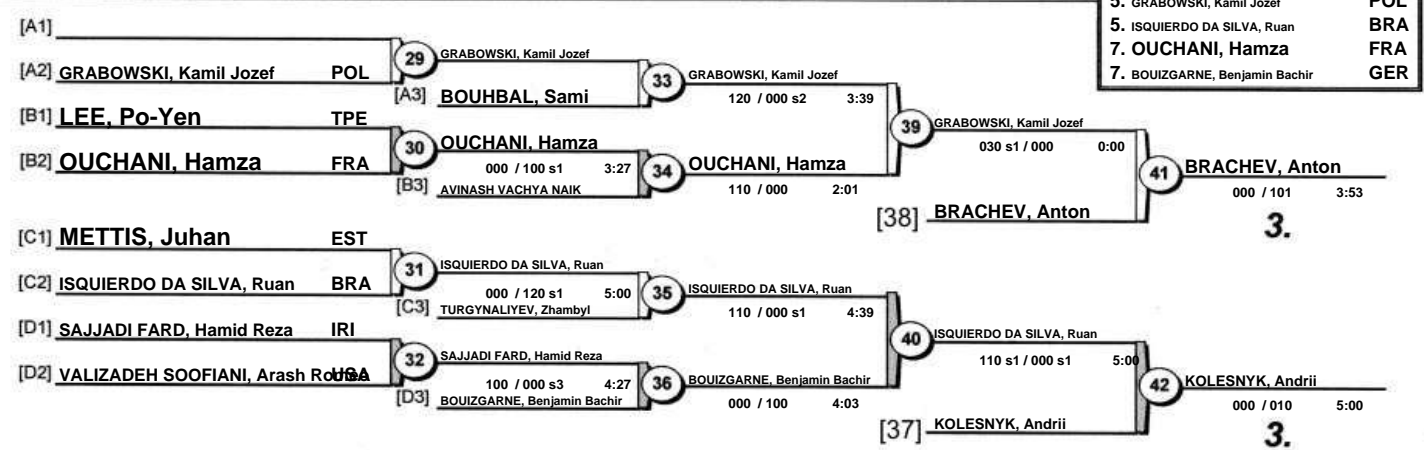 5. GRABOWSKI, Kamil Jozef POL
5. ISQUIERDO DA SILVA, Ruan BRA
7. OUCHANI, Hamza FRA
7. BOUIZGARNE, Benjamin Bachir GER
[A1]
29
GRABOWSKI, Kamil Jozef
[A2] GRABOWSKI, Kamil Jozef POL
33
GRABOWSKI, Kamil Jozef
120 / 000 s2 3:39
[A3] BOUHBAL, Sami
[B1] LEE, Po-Yen TPE
39
GRABOWSKI, Kamil Jozef
030 s1 / 000 0:00
30
OUCHANI, Hamza
000 / 100 s1 3:27
[B2] OUCHANI, Hamza FRA
34
OUCHANI, Hamza
110 / 000 2:01
[B3] AVINASH VACHYA NAIK
41
BRACHEV, Anton
000 / 101 3:53
3.
[38] BRACHEV, Anton
[C1] METTIS, Juhan EST
31
ISQUIERDO DA SILVA, Ruan
000 / 120 s1 5:00
[C2] ISQUIERDO DA SILVA, Ruan BRA
35
ISQUIERDO DA SILVA, Ruan
110 / 000 s1 4:39
[C3] TURGYNALIYEV, Zhambyl
[D1] SAJJADI FARD, Hamid Reza IRI
40
ISQUIERDO DA SILVA, Ruan
110 s1 / 000 s1 5:00
32
SAJJADI FARD, Hamid Reza
100 / 000 s3 4:27
[D2] VALIZADEH SOOFIANI, Arash USA
36
BOUIZGARNE, Benjamin Bachir
000 / 100 4:03
[D3] BOUIZGARNE, Benjamin Bachir
42
KOLESNYK, Andrii
000 / 010 5:00
3.
[37] KOLESNYK, Andrii